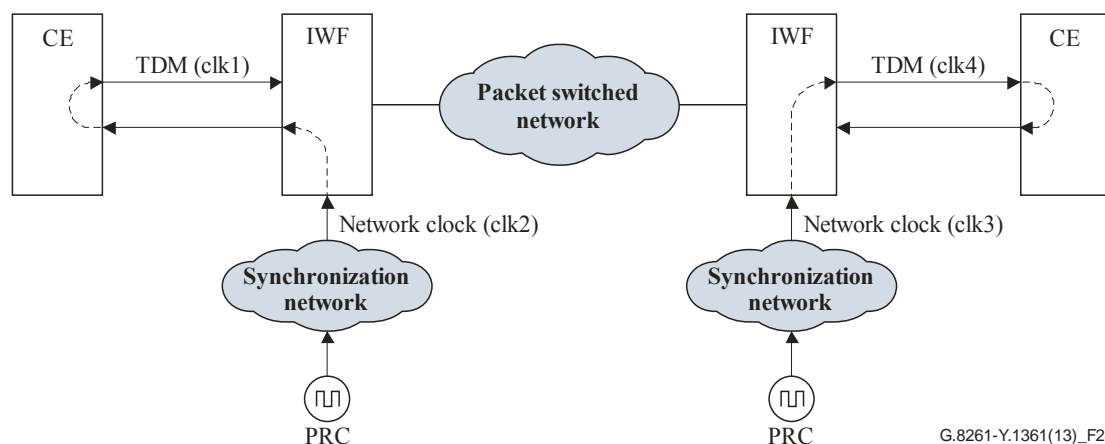 CE
IWF
IWF
CE
TDM (clk1)
TDM (clk4)
Packet switched
network
Network clock (clk2)
Network clock (clk3)
Synchronization
network
Synchronization
network
PRC
PRC
G.8261-Y.1361(13)_F2